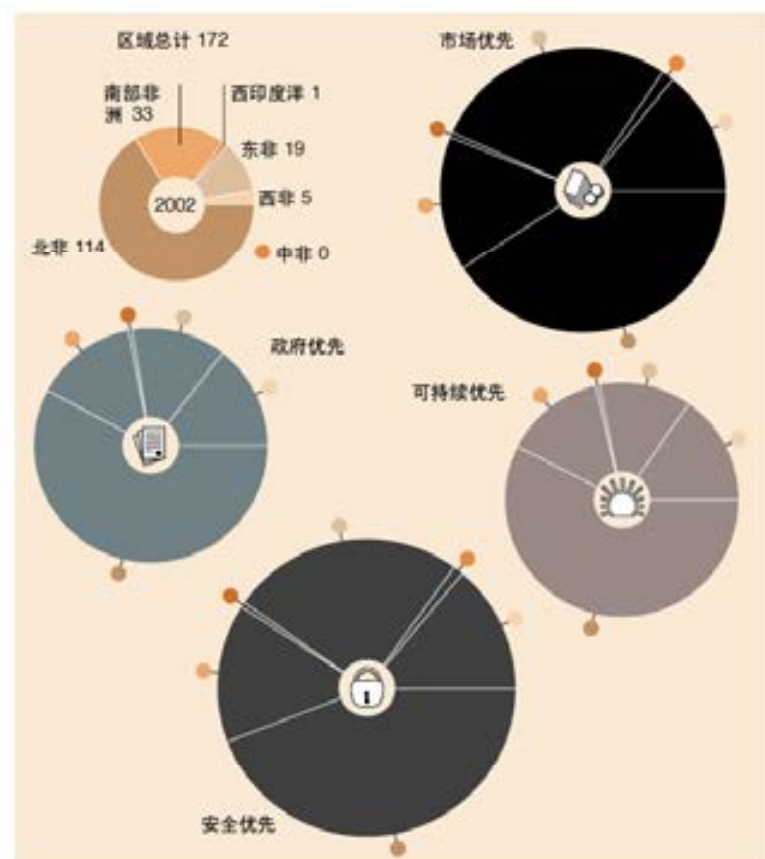 区域总计 172
南部非
洲 33
西印度洋 1
东非 19
西非 5
2002
北非 114
中非 0
市场优先
政府优先
可持续优先
安全优先